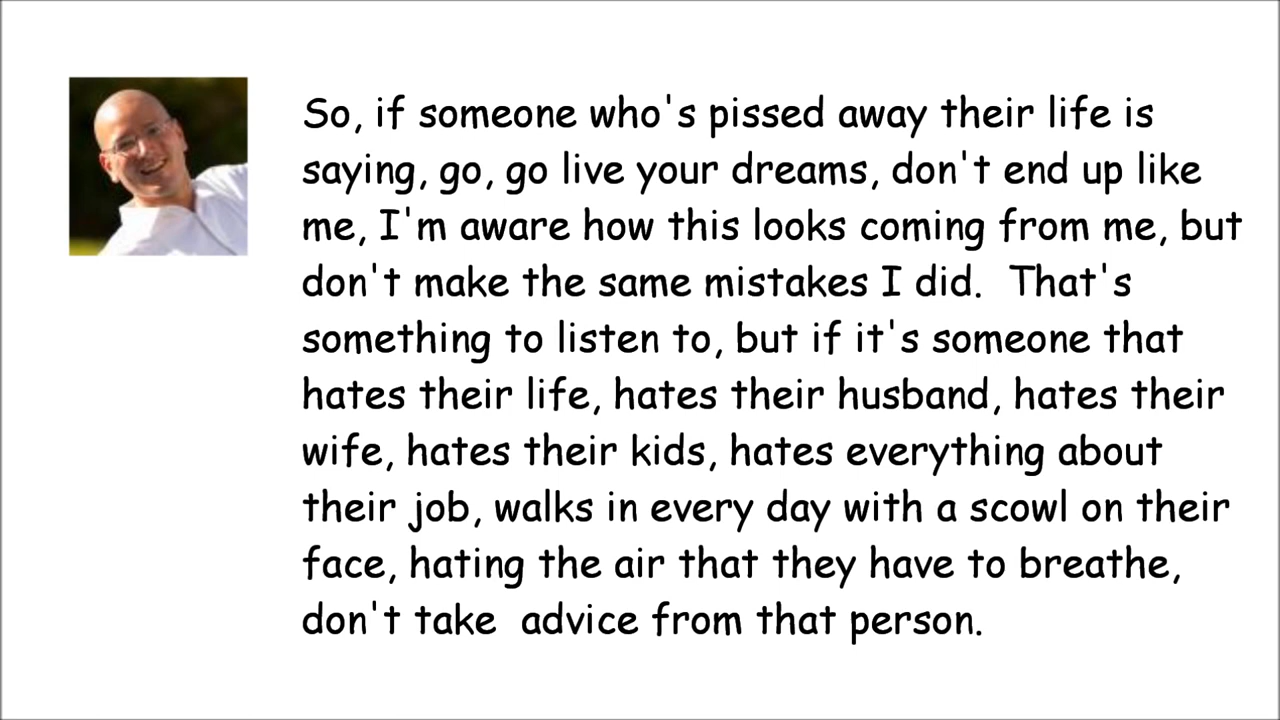 So, if someone who's pissed away their life is
saying, go, go live your dreams, don't end up like
me, I'm aware how this looks coming from me, but
don't make the same mistakes I did.  That's
something to listen to, but if it's someone that
hates their life, hates their husband, hates their
wife, hates their kids, hates everything about
their job, walks in every day with a scowl on their
face, hating the air that they have to breathe,
don't take  advice from that person.